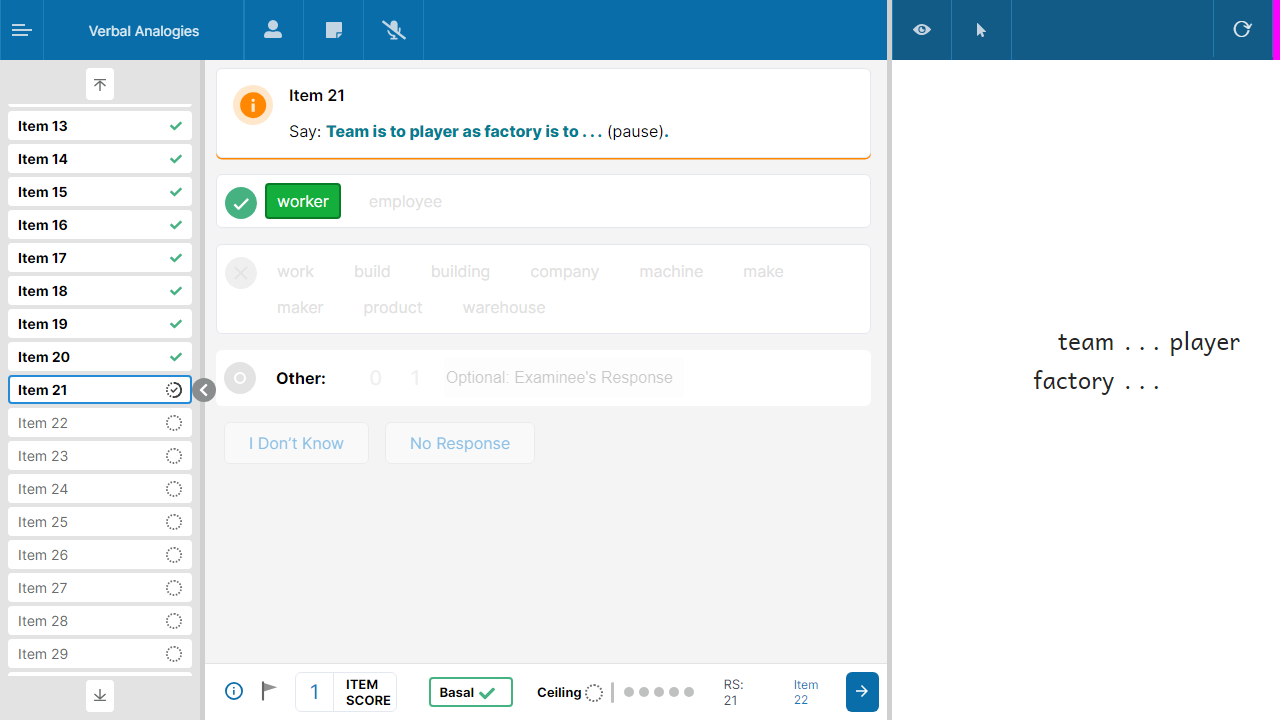 Verbal Analogies
Item 13
Item 14
Item 15
Item 16
Item 17
Item 18
Item 19
Item 20
Item 21
Item 22
Item 23
Item 24
Item 25
Item 26
Item 27
Item 28
Item 29
Item 21
Say: Team is to player as factory is to . . . (pause).
worker employee
work build building company machine make
maker product warehouse
Other: 0 1 Optional: Examinee's Response
I Don’t Know No Response
1 ITEM SCORE Basal Ceiling RS: 21 Item 22
team . . . player
factory . . .